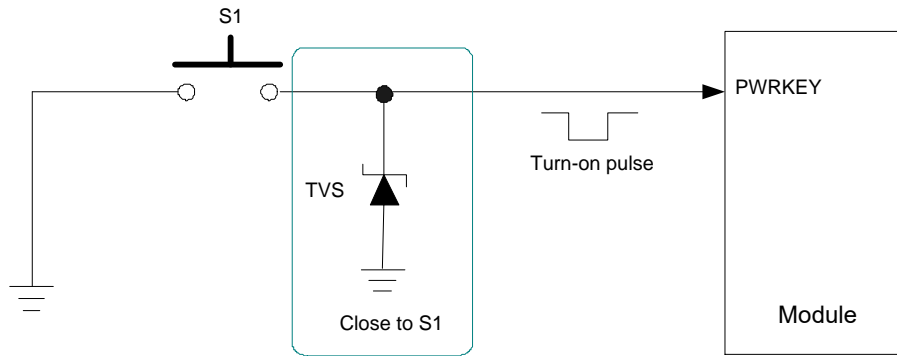 S1
PWRKEY
Turn-on pulse
TVS
Close to S1
Module